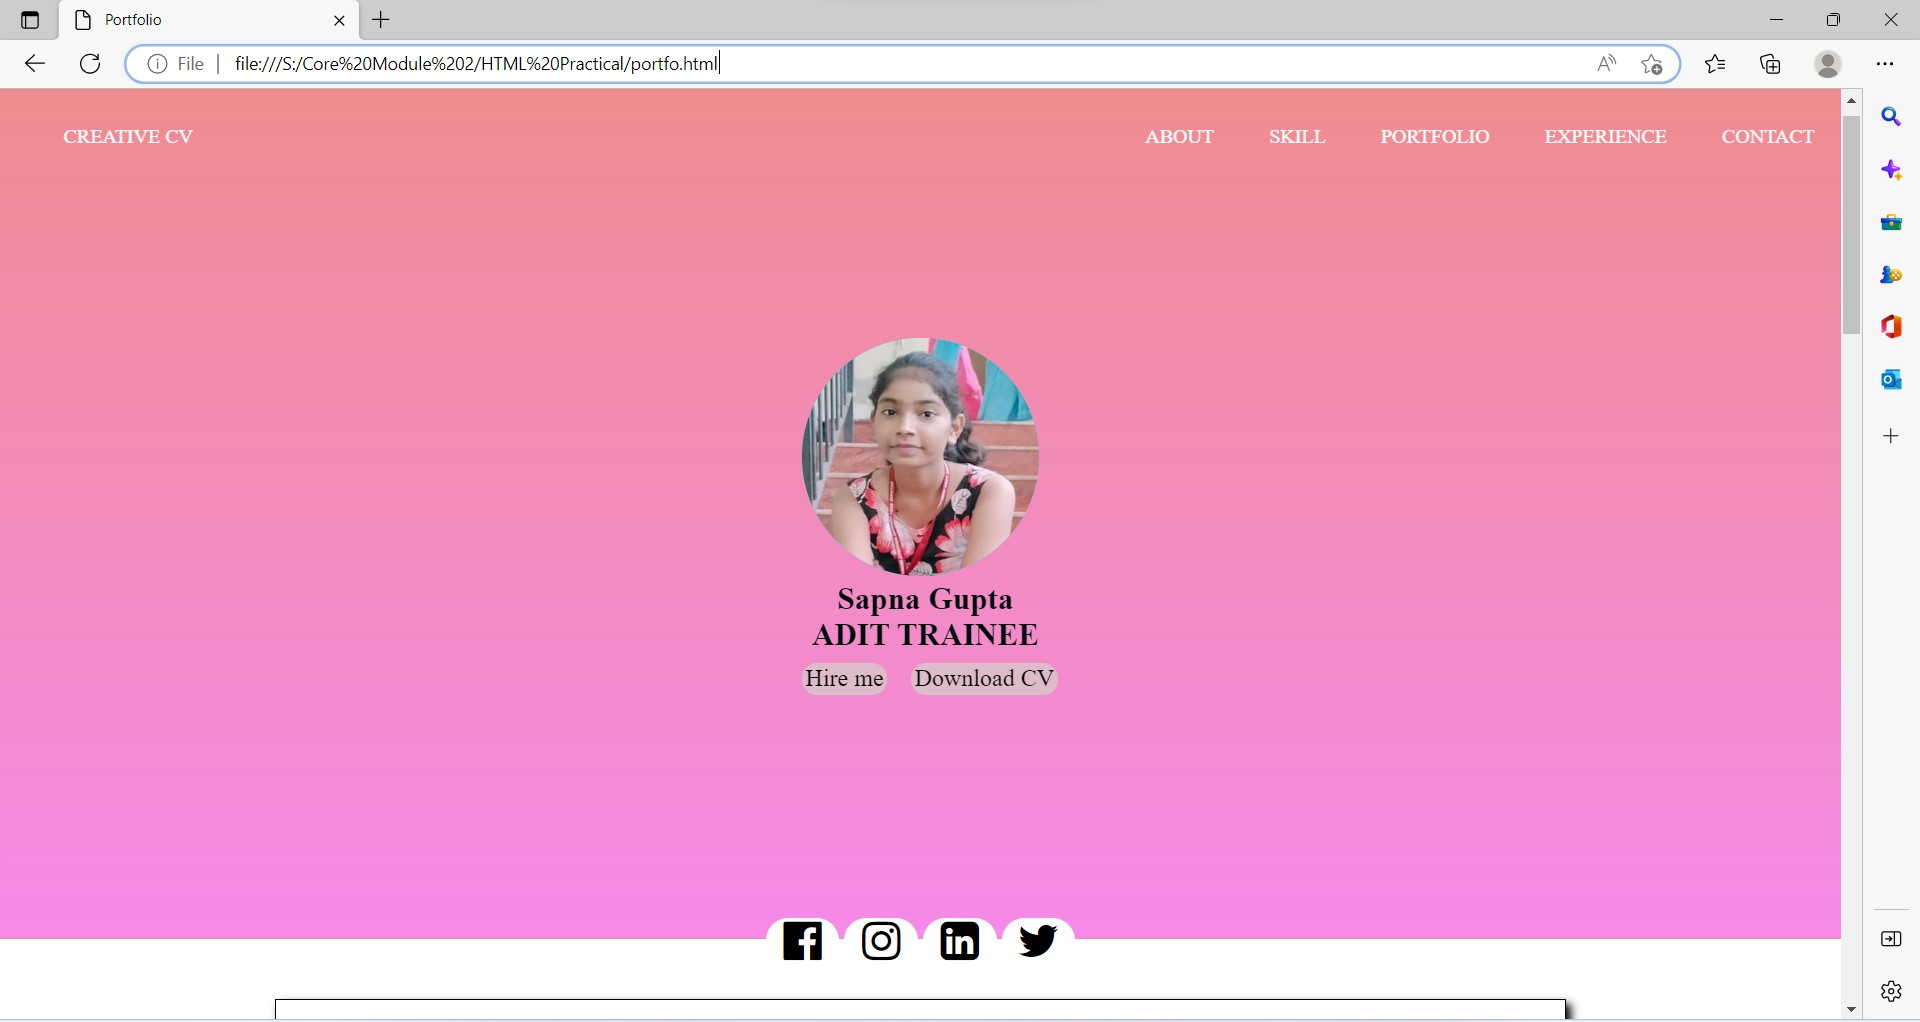 Portfolio
File file:///S:/Core%20Module%202/HTML%20Practical/portfo.html
CREATIVE CV ABOUT SKILL PORTFOLIO EXPERIENCE CONTACT
Sapna Gupta
ADIT TRAINEE
Hire me Download CV